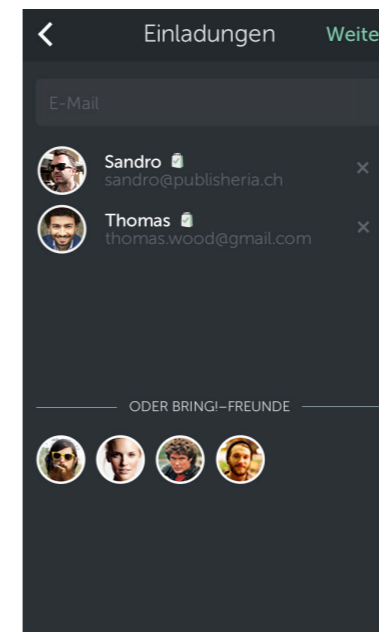 Einladungen Weite
E-Mail
Sandro
sandro@publisheria.ch
Thomas
thomas.wood@gmail.com
ODER BRING!–FREUNDE